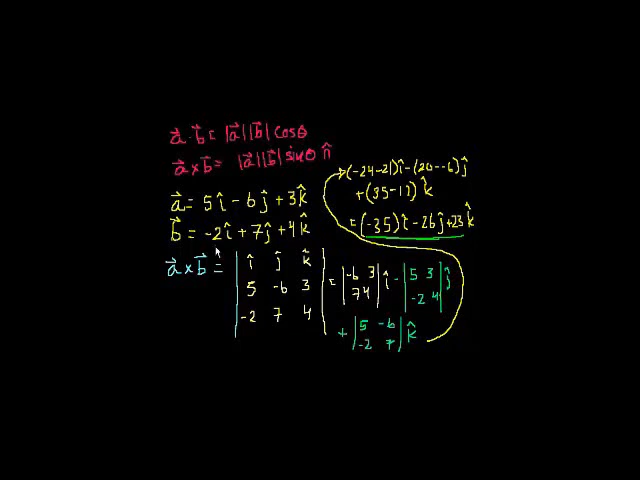 a⃗·b⃗ = |a⃗||b⃗| cosθ
a⃗×b⃗ = |a⃗||b⃗| sinθ n̂
a⃗ = 5î − 6ĵ + 3k̂
b⃗ = −2î + 7ĵ + 4k̂
a⃗×b⃗ = | î ĵ k̂ | = | −6 3 | î − | 5 3 | ĵ
| 5 −6 3 | | 7 4 | | −2 4 |
| −2 7 4 | + | 5 −6 | k̂
| −2 7 |
(−24−21)î − (20−−6)ĵ
+ (35−12)k̂
= (−35)î − 26ĵ + 23k̂